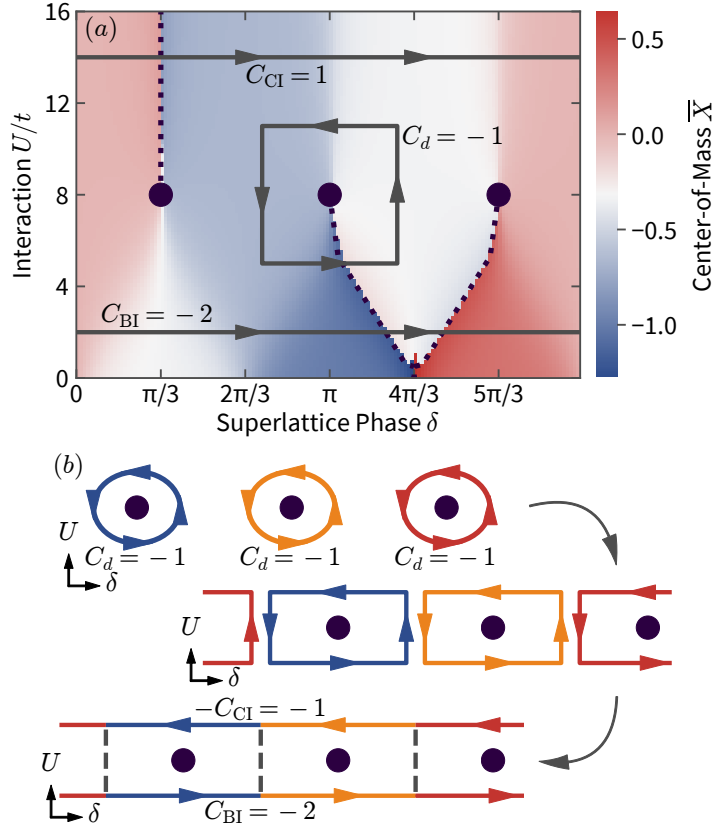 (a)
16
12
8
4
0
Interaction U/t
C_CI = 1
C_d = −1
C_BI = −2
0
π/3
2π/3
π
4π/3
5π/3
Superlattice Phase δ
0.5
0.0
−0.5
−1.0
Center-of-Mass X̅
(b)
C_d = −1
C_d = −1
C_d = −1
U
δ
U
δ
−C_CI = −1
U
δ
C_BI = −2